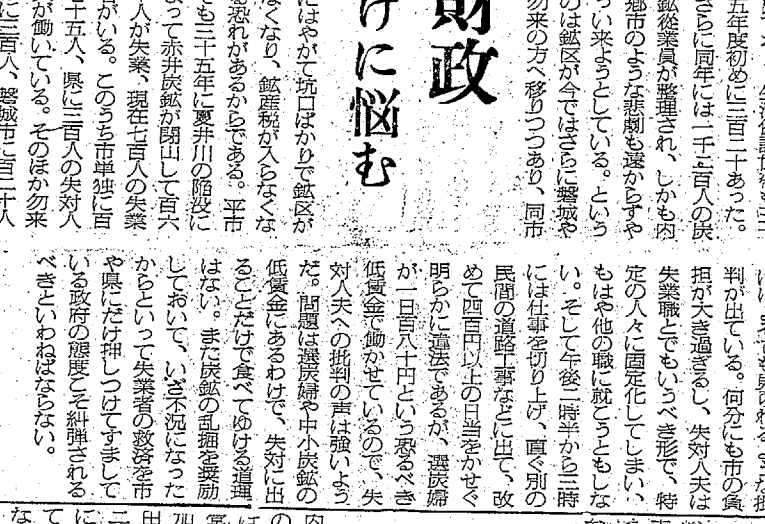 五年度初めに三百二十あった。
さらに同年には一千二百人の炭
鉱従業員が整理され、しかも内
郷市のような悲劇も遠からずや
って来ようとしている。という
のは鉱区が今ではさらに磐城や
勿来の方へ移りつつあり、同市
財政
けに悩む
にはやがて坑口ばかりで鉱区が
なくなり、鉱産税が入らなくな
る恐れがあるからである。平市
でも三十五年に夏井川の陥没に
よって赤井炭鉱が閉山して百六
人が失業、現在七百人の失業
者がいる。このうち市単独に百
十五人、県に三百人の失対人
が働いている。そのほか勿来
に三百人、磐城市に百二十人
判が出ている。何分にも市の負
担が大き過ぎるし、失対人夫は
失業職とでもいうべき形で、特
定の人々に固定化してしまい、
もはや他の職に就こうともしな
い。そして午後二時半から三時
には仕事を切り上げ、直ぐ別の
民間の道路工事などに出て、改
めて四百円以上の日当をかせぐ
明らかに違法であるが、選炭婦
が一日百八十円という恐るべき
低賃金で働かせているので、失
対人夫への批判の声は強いよう
だ。問題は選炭婦や中小炭鉱の
低賃金にあるわけで、失対に出
ることだけで食べてゆける道理
はない。また炭鉱の乱掘を奨励
しておいて、いざ不況になった
からといって失業者の救済を市
や県にだけ押しつけてすまして
いる政府の態度こそ糾弾される
べきといわねばならない。